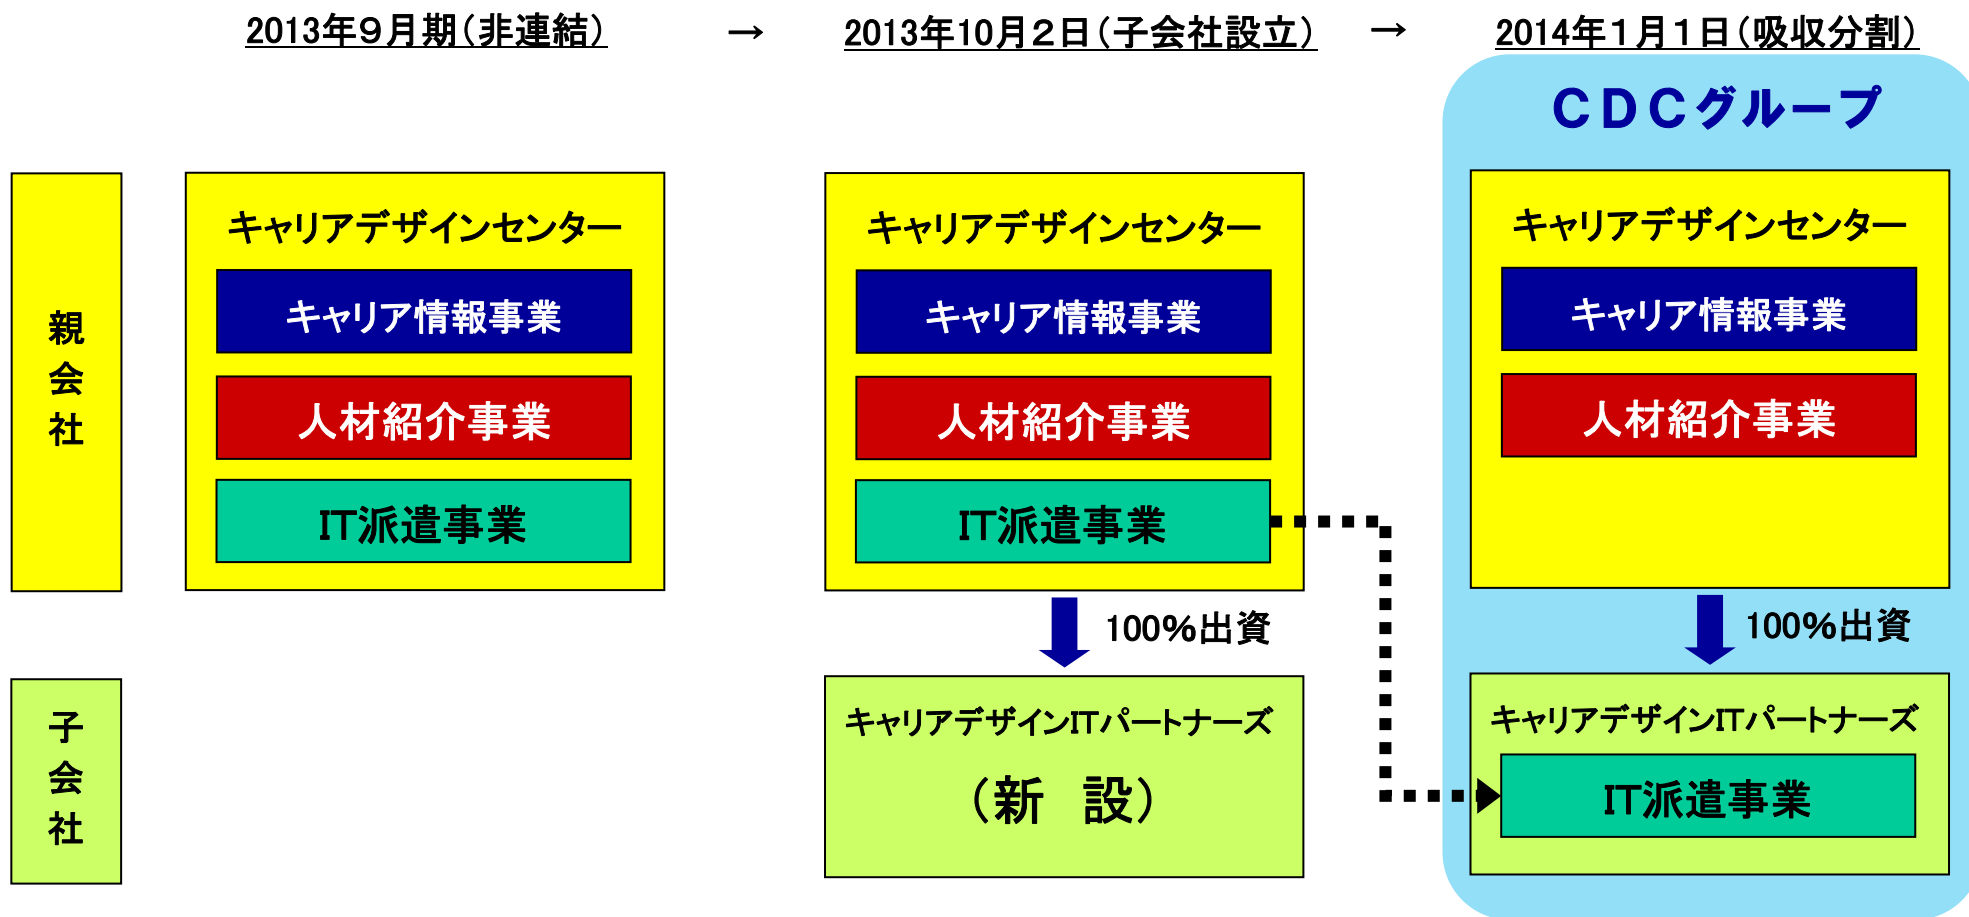 2013年９月期（非連結） → 2013年10月２日（子会社設立） → 2014年１月１日（吸収分割）
ＣＤＣグループ
親会社
キャリアデザインセンター
キャリア情報事業
人材紹介事業
IT派遣事業
キャリアデザインセンター
キャリア情報事業
人材紹介事業
IT派遣事業
100%出資
キャリアデザインセンター
キャリア情報事業
人材紹介事業
100%出資
子会社
キャリアデザインITパートナーズ
（新　設）
キャリアデザインITパートナーズ
IT派遣事業